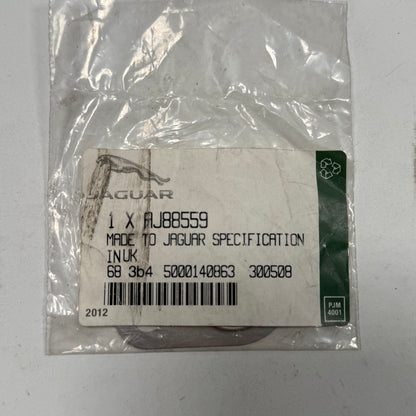 JAGUAR
1 X AJ88559
MADE TO JAGUAR SPECIFICATION
IN UK
68 3b4 5000140863 300508
2012
PJM
4001